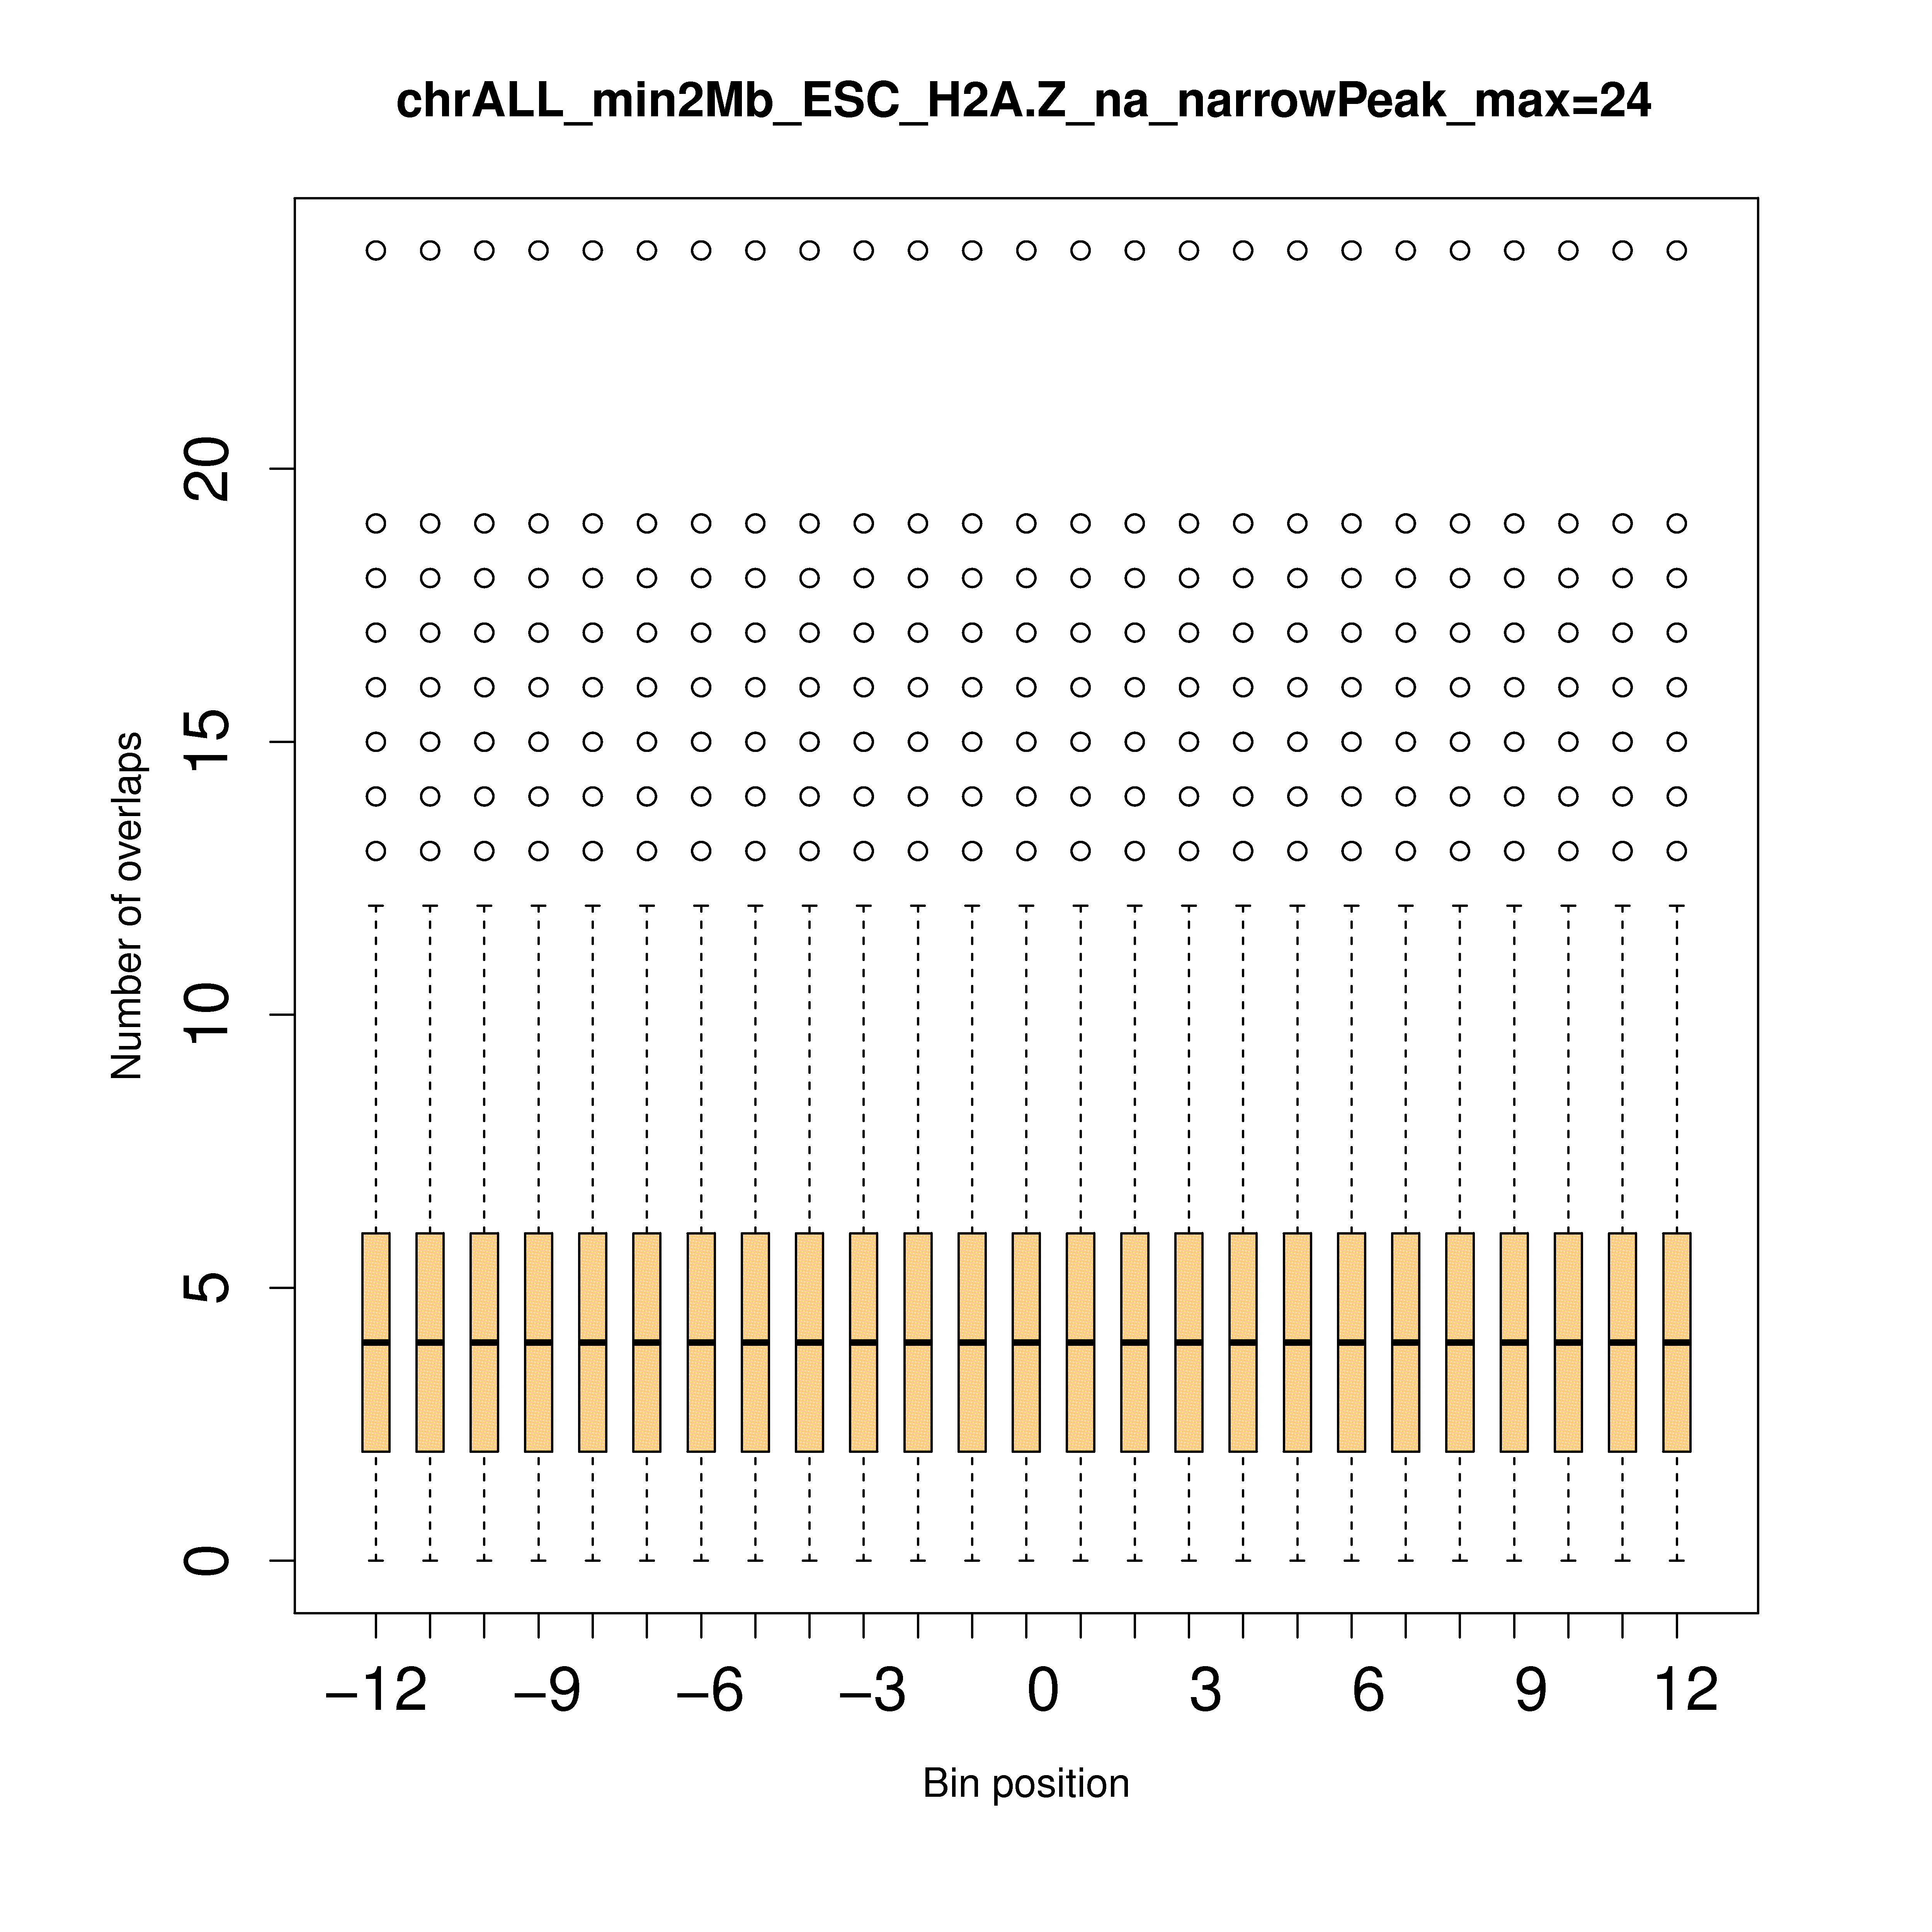 chrALL_min2Mb_ESC_H2A.Z_na_narrowPeak_max=24
Number of overlaps
20
15
10
5
0
−12 −9 −6 −3 0 3 6 9 12
Bin position